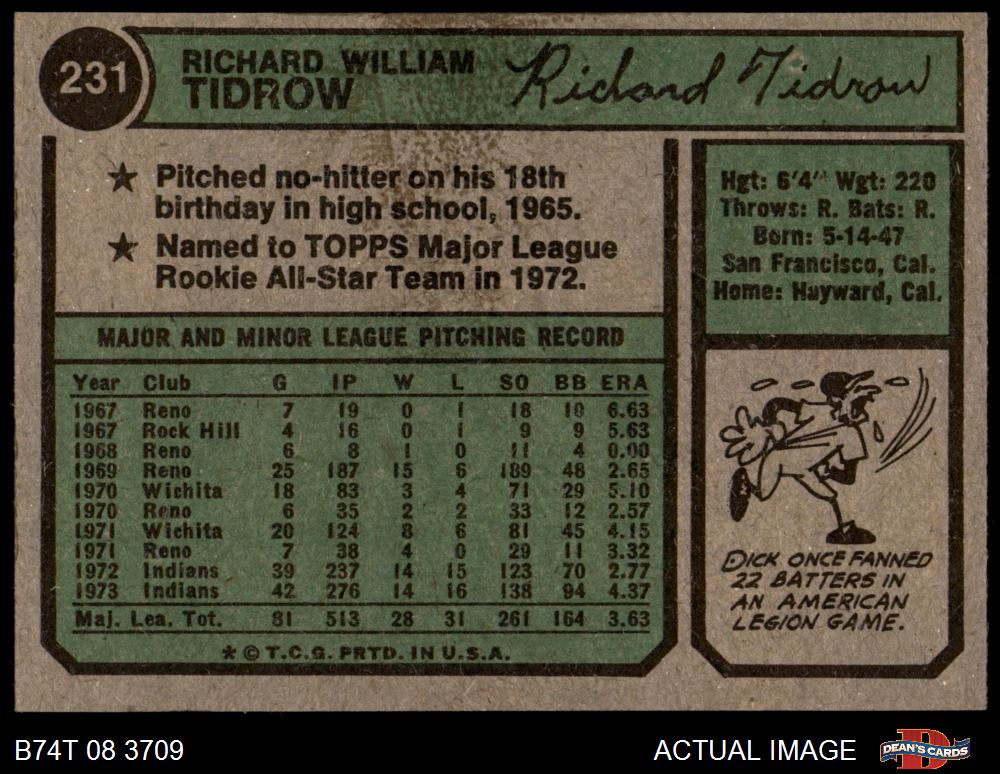 231
RICHARD WILLIAM
TIDROW
Richard Tidrow
★ Pitched no-hitter on his 18th
birthday in high school, 1965.
★ Named to TOPPS Major League
Rookie All-Star Team in 1972.
Hgt: 6'4" Wgt: 220
Throws: R. Bats: R.
Born: 5-14-47
San Francisco, Cal.
Home: Hayward, Cal.
MAJOR AND MINOR LEAGUE PITCHING RECORD
Year Club G IP W L SO BB ERA
1967 Reno 7 19 0 1 18 10 6.63
1967 Rock Hill 4 16 0 1 9 9 5.63
1968 Reno 6 8 1 0 11 4 0.00
1969 Reno 25 187 15 6 189 48 2.65
1970 Wichita 18 83 3 4 71 29 5.10
1970 Reno 6 35 2 2 33 12 2.57
1971 Wichita 20 124 8 6 81 45 4.15
1971 Reno 7 38 4 0 29 11 3.32
1972 Indians 39 237 14 15 123 70 2.77
1973 Indians 42 276 14 16 138 94 4.37
Maj. Lea. Tot. 81 513 28 31 261 164 3.63
* © T.C.G. PRTD. IN U.S.A.
DICK ONCE FANNED
22 BATTERS IN
AN AMERICAN
LEGION GAME.
B74T 08 3709
ACTUAL IMAGE
DEAN'S CARDS